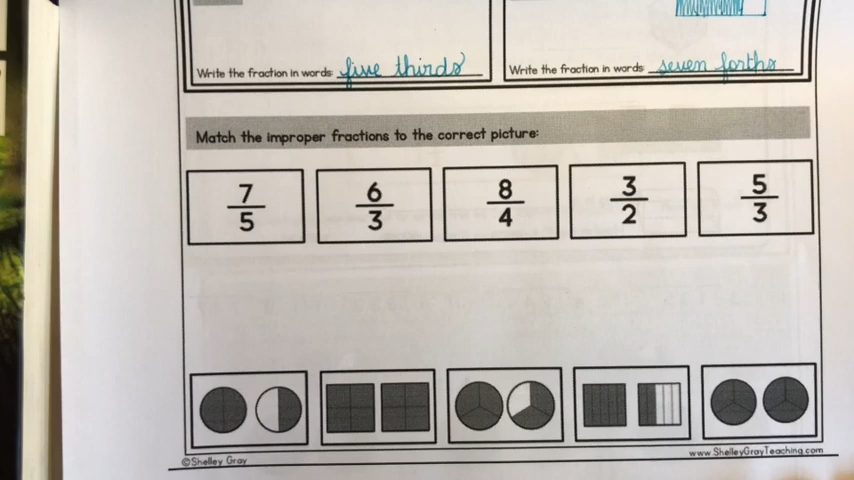 Write the fraction in words: five thirds
Write the fraction in words: seven forths
Match the improper fractions to the correct picture:
7/5 6/3 8/4 3/2 5/3
©Shelley Gray
www.ShelleyGrayTeaching.com